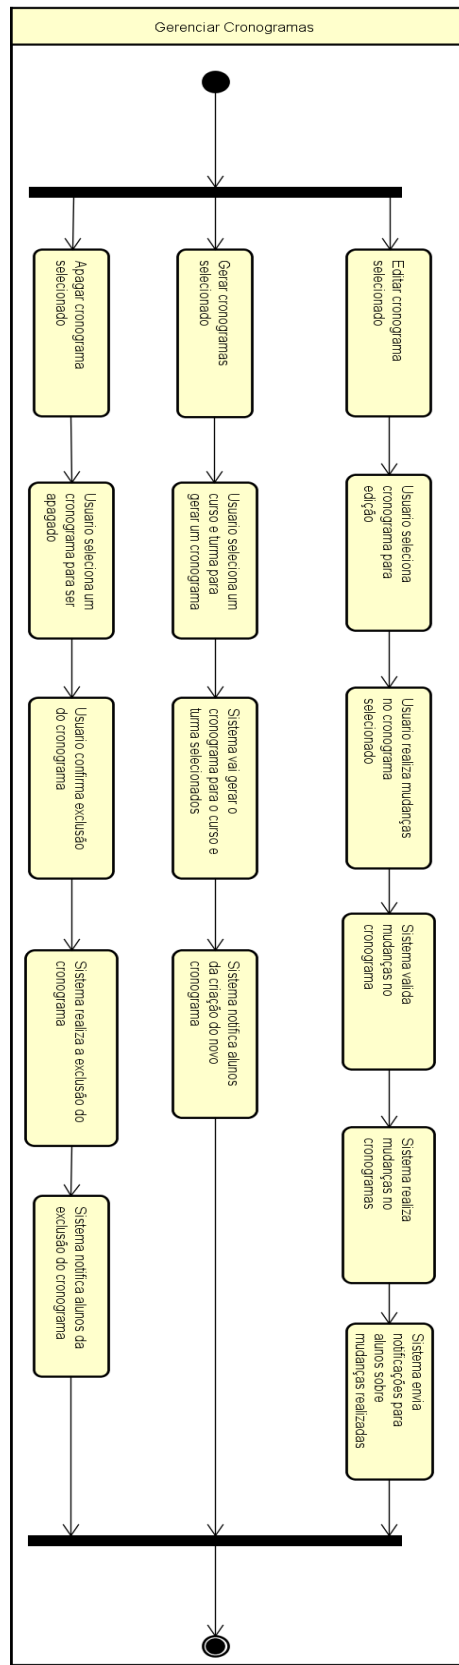 Gerenciar Cronogramas
Apagar cronograma
selecionado
Usuario seleciona um
cronograma para ser
apagado
Usuario confirma exclusão
do cronograma
Sistema realiza a exclusão do
cronograma
Sistema notifica alunos da
exclusão do cronograma
Gerar cronogramas
selecionado
Usuario seleciona um
curso e turma para
gerar um cronograma
Sistema vai gerar o
cronograma para o curso e
turma selecionados
Sistema notifica alunos
da criação do novo
cronograma
Editar cronograma
selecionado
Usuario seleciona
cronograma para
edição
Usuario realiza mudanças
no cronograma
selecionado
Sistema valida
mudanças no
cronograma
Sistema realiza
mudanças no
cronogramas
Sistema envia
notificações para
alunos sobre
mudanças realizadas